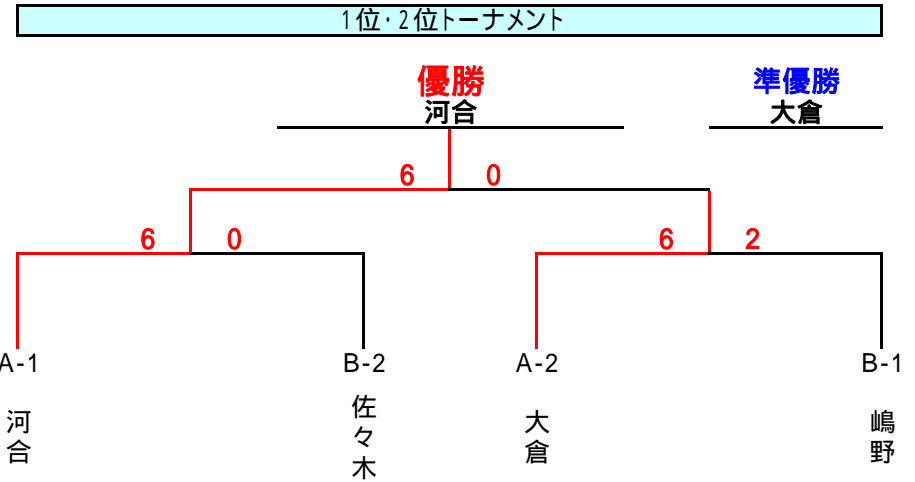 1位・2位トーナメント
優勝 準優勝
河合 大倉
6 0
6 0 6 2
A-1 B-2 A-2 B-1
河合 佐々木 大倉 嶋野